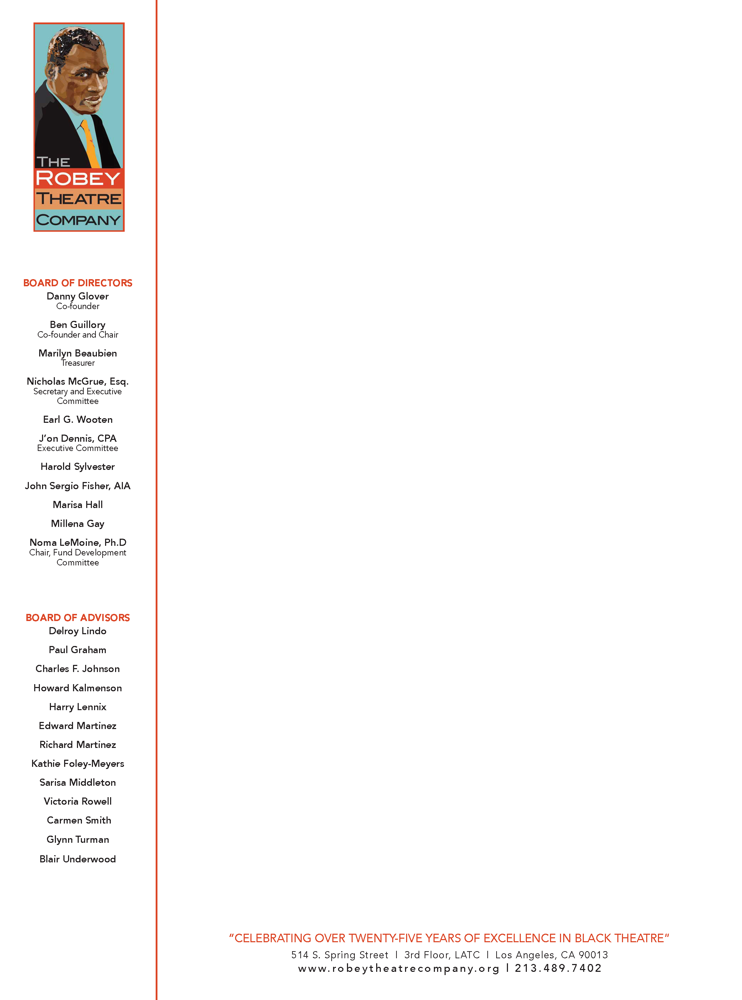 THE
ROBEY
THEATRE
COMPANY
BOARD OF DIRECTORS
Danny Glover
Co-founder
Ben Guillory
Co-founder and Chair
Marilyn Beaubien
Treasurer
Nicholas McGrue, Esq.
Secretary and Executive
Committee
Earl G. Wooten
J’on Dennis, CPA
Executive Committee
Harold Sylvester
John Sergio Fisher, AIA
Marisa Hall
Millena Gay
Noma LeMoine, Ph.D
Chair, Fund Development
Committee
BOARD OF ADVISORS
Delroy Lindo
Paul Graham
Charles F. Johnson
Howard Kalmenson
Harry Lennix
Edward Martinez
Richard Martinez
Kathie Foley-Meyers
Sarisa Middleton
Victoria Rowell
Carmen Smith
Glynn Turman
Blair Underwood
“CELEBRATING OVER TWENTY-FIVE YEARS OF EXCELLENCE IN BLACK THEATRE”
514 S. Spring Street | 3rd Floor, LATC | Los Angeles, CA 90013
www.robeytheatrecompany.org | 213.489.7402